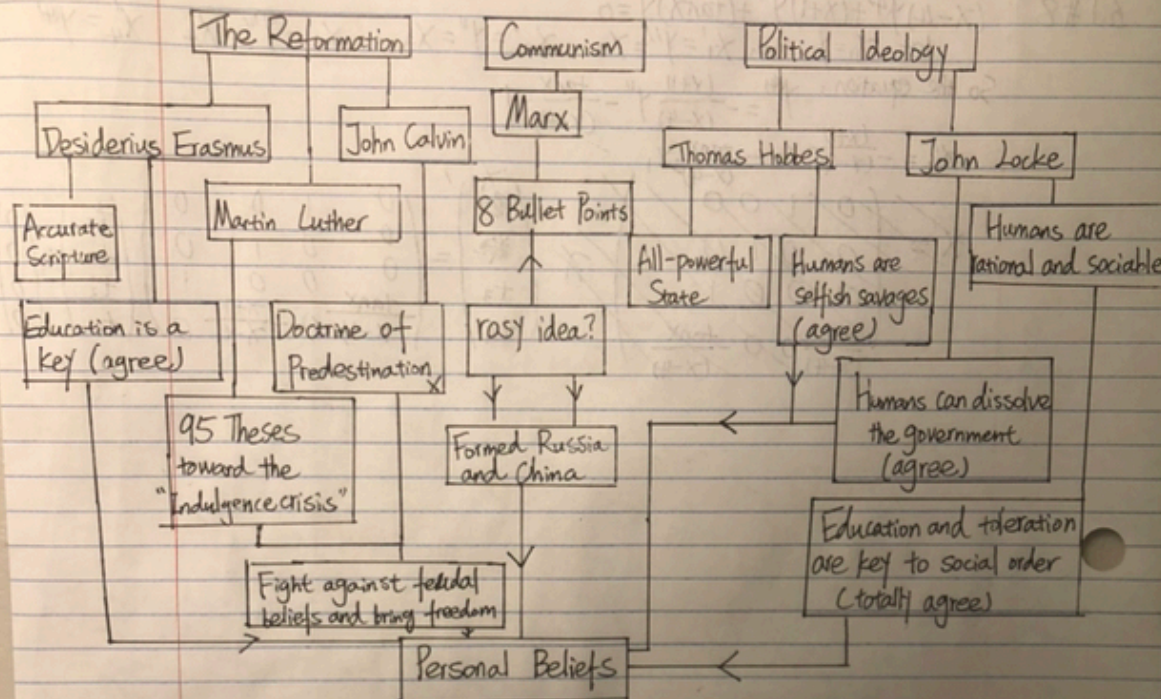 The Reformation
Communism
Political Ideology
Desiderius Erasmus
John Calvin
Marx
Thomas Hobbes
John Locke
Martin Luther
8 Bullet Points
Accurate
Scripture
All-powerful
State
Humans are
selfish savages
(agree)
Humans are
rational and sociable
Education is a
key (agree)
Doctrine of
Predestination x
rosy idea?
95 Theses
toward the
"Indulgence crisis"
Formed Russia
and China
Humans can dissolve
the government
(agree)
Education and toleration
are key to social order
(totally agree)
Fight against feudal
beliefs and bring freedom
Personal Beliefs